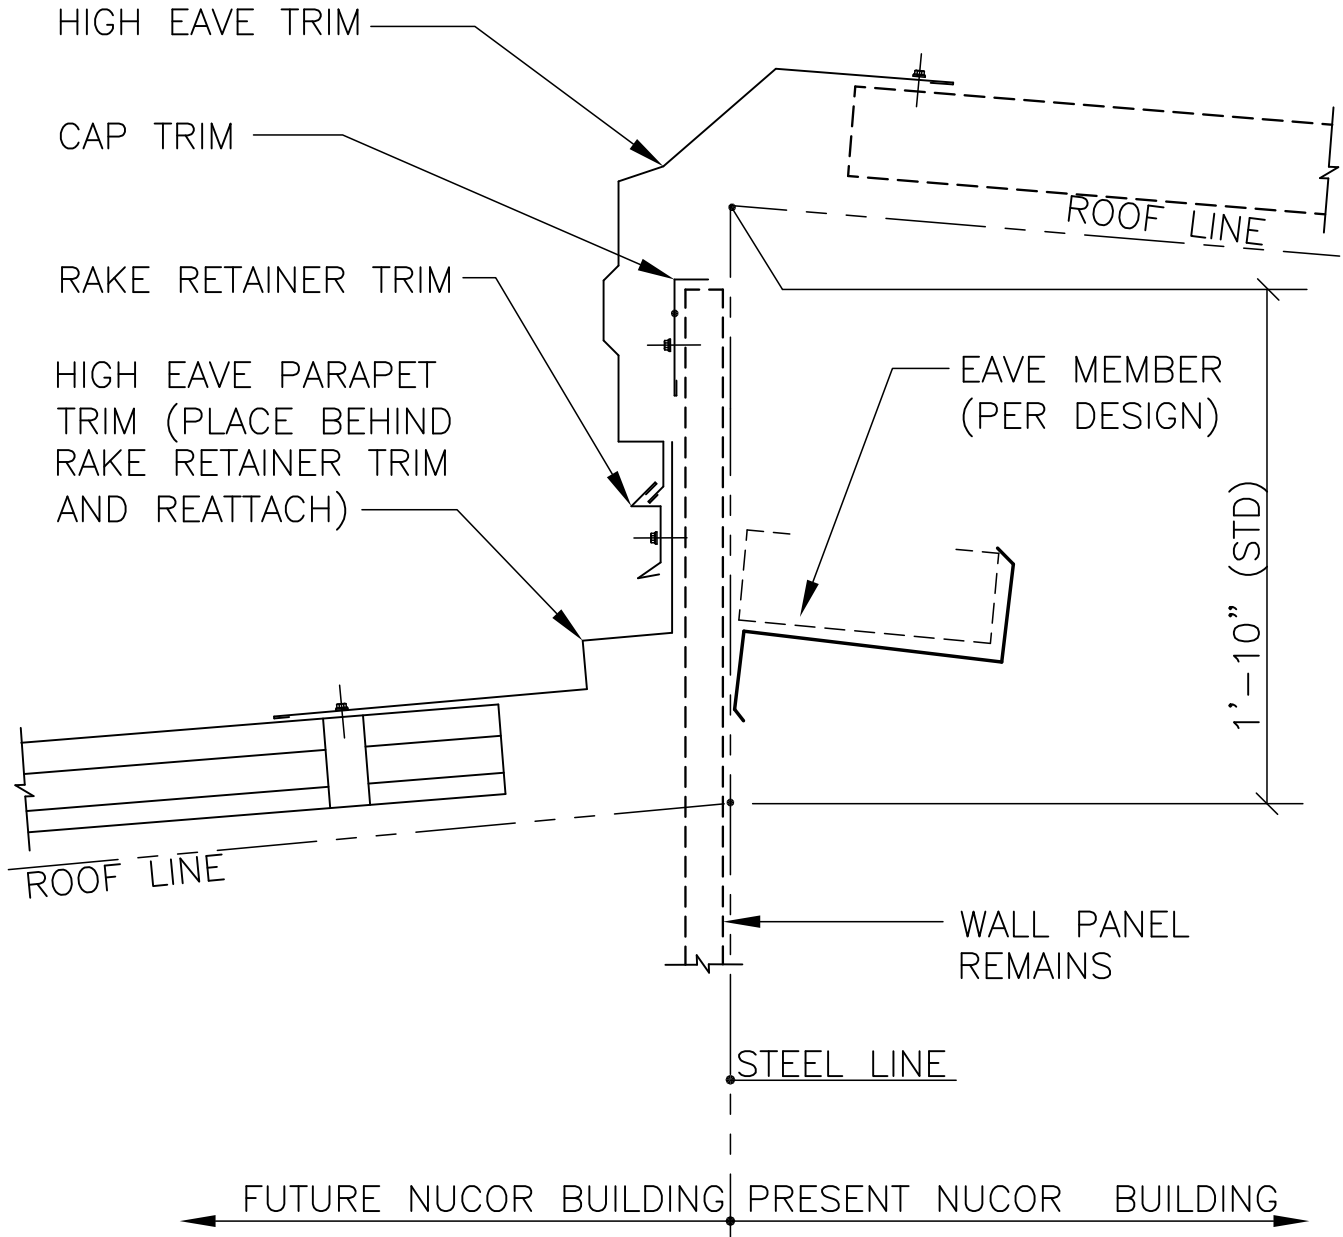 HIGH EAVE TRIM
CAP TRIM
ROOF LINE
RAKE RETAINER TRIM
HIGH EAVE PARAPET
TRIM (PLACE BEHIND
RAKE RETAINER TRIM
AND REATTACH)
EAVE MEMBER
(PER DESIGN)
1'-10" (STD)
ROOF LINE
WALL PANEL
REMAINS
STEEL LINE
FUTURE NUCOR BUILDING
PRESENT NUCOR BUILDING